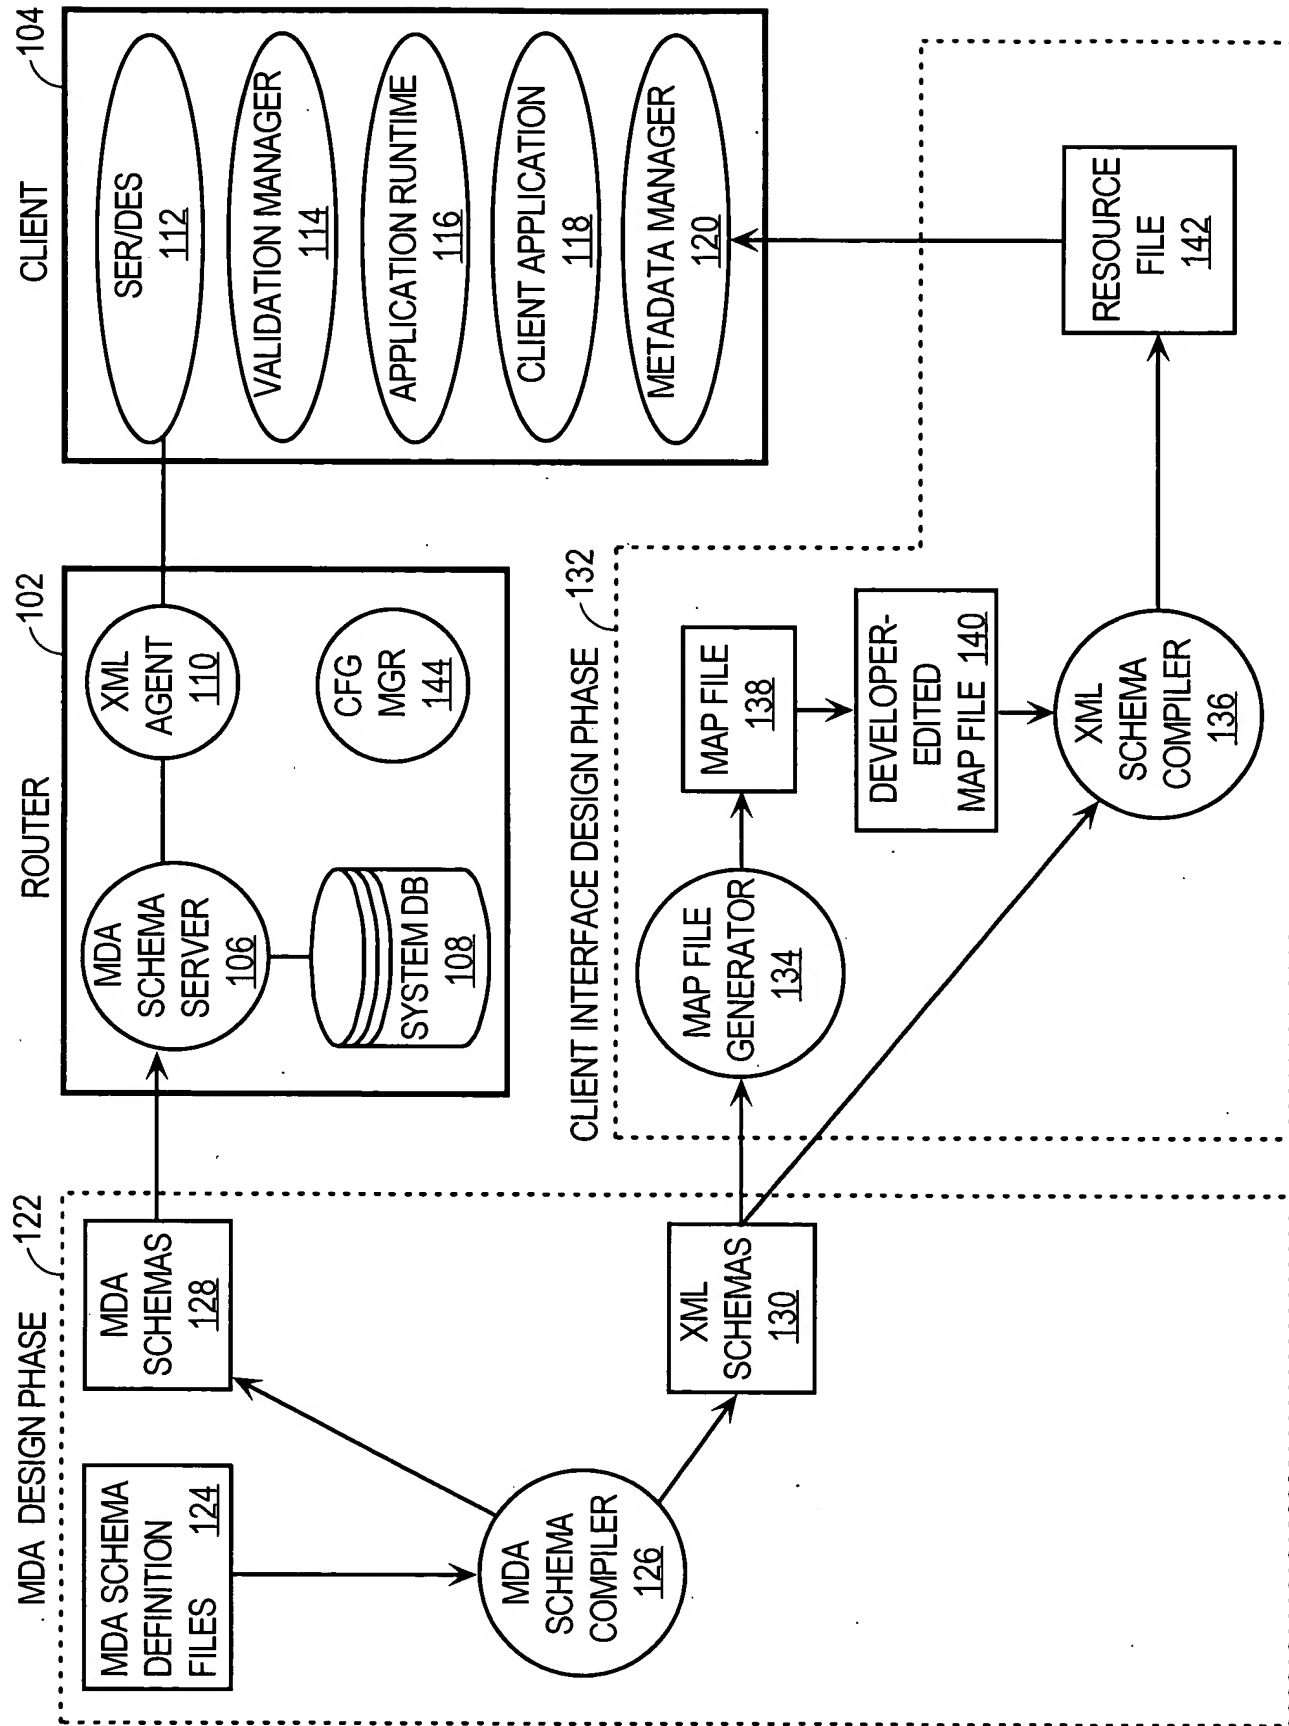 MDA DESIGN PHASE
122
MDA SCHEMA
DEFINITION
FILES 124
MDA
SCHEMA
COMPILER
126
MDA
SCHEMAS
128
XML
SCHEMAS
130
ROUTER
102
MDA
SCHEMA
SERVER
106
SYSTEM DB
108
XML
AGENT
110
CFG
MGR
144
CLIENT
104
SER/DES
112
VALIDATION MANAGER
114
APPLICATION RUNTIME
116
CLIENT APPLICATION
118
METADATA MANAGER
120
CLIENT INTERFACE DESIGN PHASE
132
MAP FILE
GENERATOR
134
MAP FILE
138
DEVELOPER-
EDITED
MAP FILE 140
XML
SCHEMA
COMPILER
136
RESOURCE
FILE
142